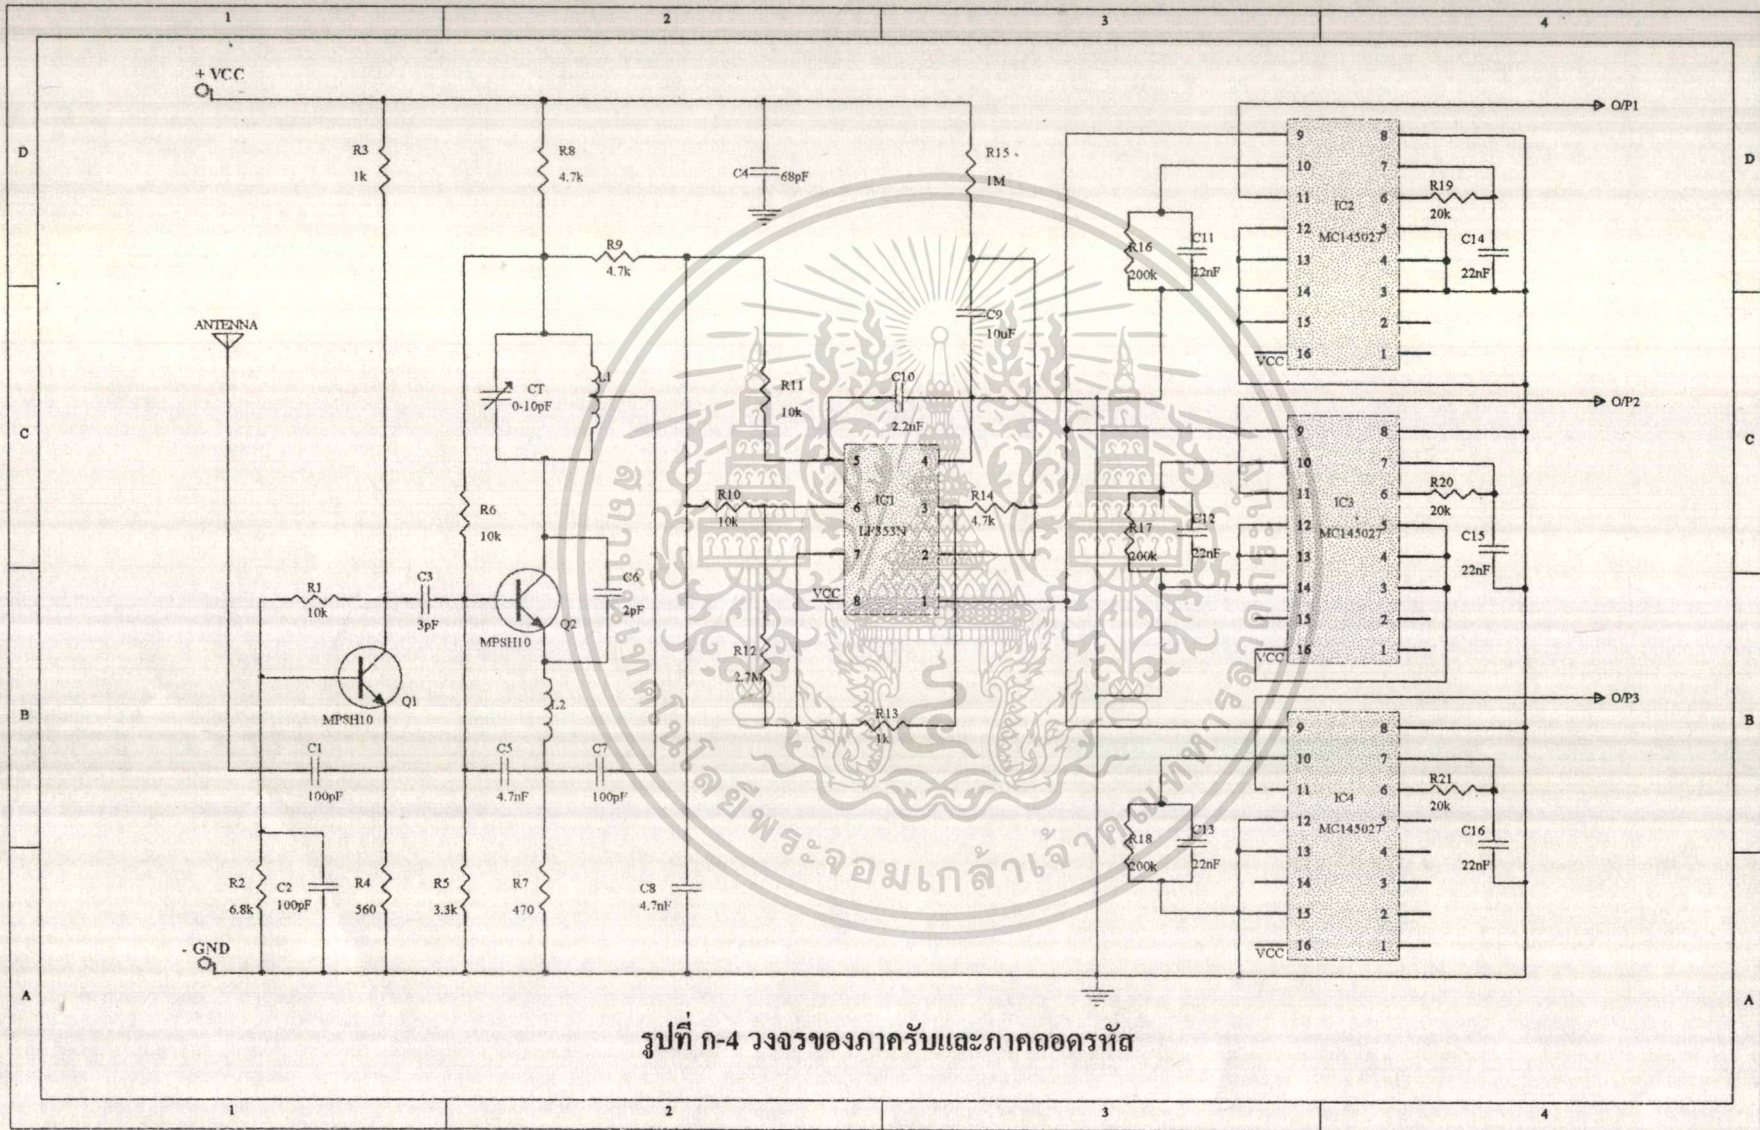 1 2 3 4
+ VCC
O/P1
D
R3
1k
R8
4.7k
C4
68pF
R15
1M
9
10
11
12
13
14
15
16
8
7
6
5
4
3
2
1
IC2
MC145027
VCC
R19
20k
C14
22nF
D
R16
200k
C11
22nF
R9
4.7k
ANTENNA
CT
0-10pF
L1
R11
10k
C10
2.2nF
C9
10uF
O/P2
C
C
5
6
7
8
4
3
2
1
IC1
LF353N
VCC
R10
10k
R14
4.7k
R17
200k
C12
22nF
9
10
11
12
13
14
15
16
8
7
6
5
4
3
2
1
IC3
MC145027
VCC
R20
20k
C15
22nF
R6
10k
R1
10k
C3
3pF
MPSH10
Q2
C6
2pF
R12
2.7M
R13
1k
MPSH10
Q1
L2
O/P3
B
B
C1
100pF
C5
4.7nF
C7
100pF
9
10
11
12
13
14
15
16
8
7
6
5
4
3
2
1
IC4
MC145027
VCC
R21
20k
C16
22nF
R18
200k
C13
22nF
R2
6.8k
C2
100pF
R4
560
R5
3.3k
R7
470
C8
4.7nF
- GND
A
A
สถาบันเทคโนโลยีพระจอมเกล้าเจ้าคุณทหารลาดกระบัง
รูปที่ ก-4 วงจรของภาครับและภาคถอดรหัส
1 2 3 4